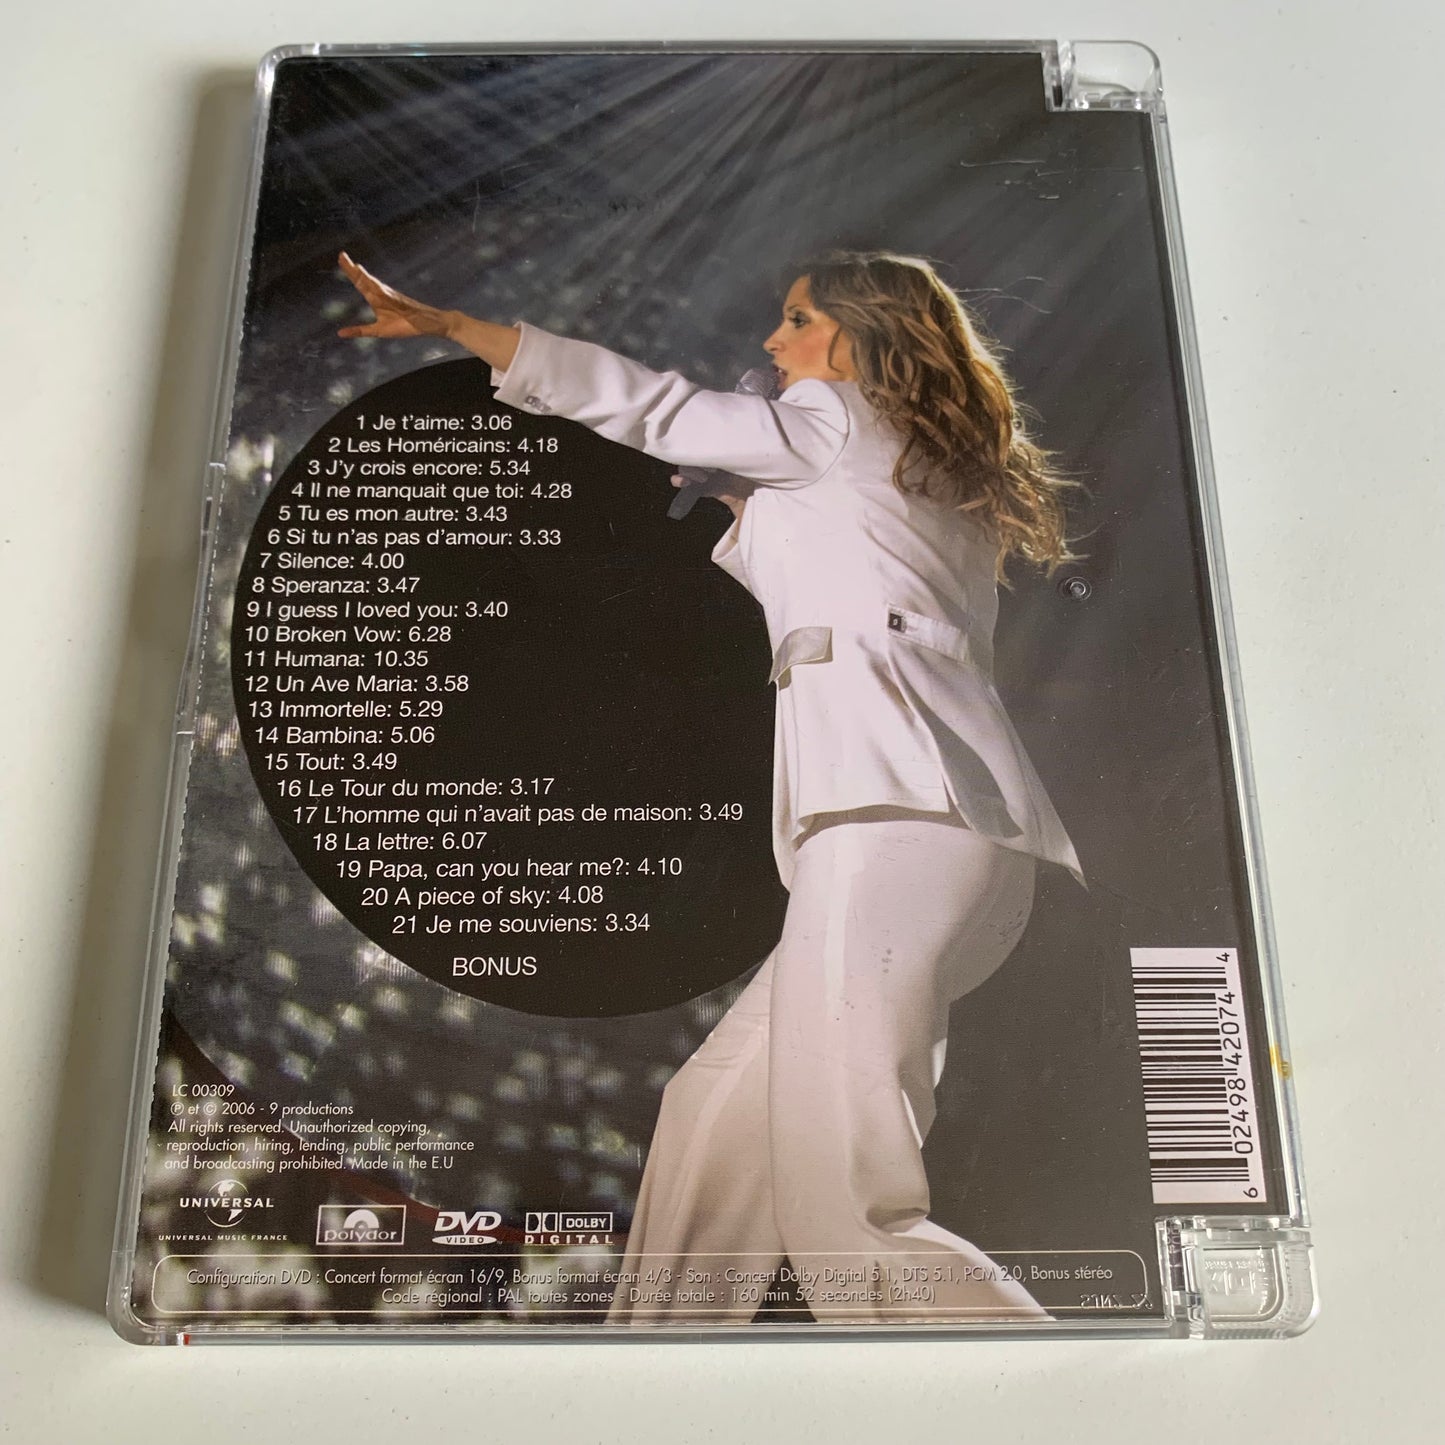 1 Je t'aime: 3.06
2 Les Homéricains: 4.18
3 J'y crois encore: 5.34
4 Il ne manquait que toi: 4.28
5 Tu es mon autre: 3.43
6 Si tu n'as pas d'amour: 3.33
7 Silence: 4.00
8 Speranza: 3.47
9 I guess I loved you: 3.40
10 Broken Vow: 6.28
11 Humana: 10.35
12 Un Ave Maria: 3.58
13 Immortelle: 5.29
14 Bambina: 5.06
15 Tout: 3.49
16 Le Tour du monde: 3.17
17 L'homme qui n'avait pas de maison: 3.49
18 La lettre: 6.07
19 Papa, can you hear me?: 4.10
20 A piece of sky: 4.08
21 Je me souviens: 3.34
BONUS
LC 00309
℗ et © 2006 - 9 productions
All rights reserved. Unauthorized copying,
reproduction, hiring, lending, public performance
and broadcasting prohibited. Made in the E.U
UNIVERSAL
UNIVERSAL MUSIC FRANCE
polydor
DVD
VIDEO
DOLBY
DIGITAL
6 02498 42074 4
Configuration DVD : Concert format écran 16/9, Bonus format écran 4/3 - Son : Concert Dolby Digital 5.1, DTS 5.1, PCM 2.0, Bonus stéréo
Code régional : PAL toutes zones - Durée totale : 160 min 52 secondes (2h40)